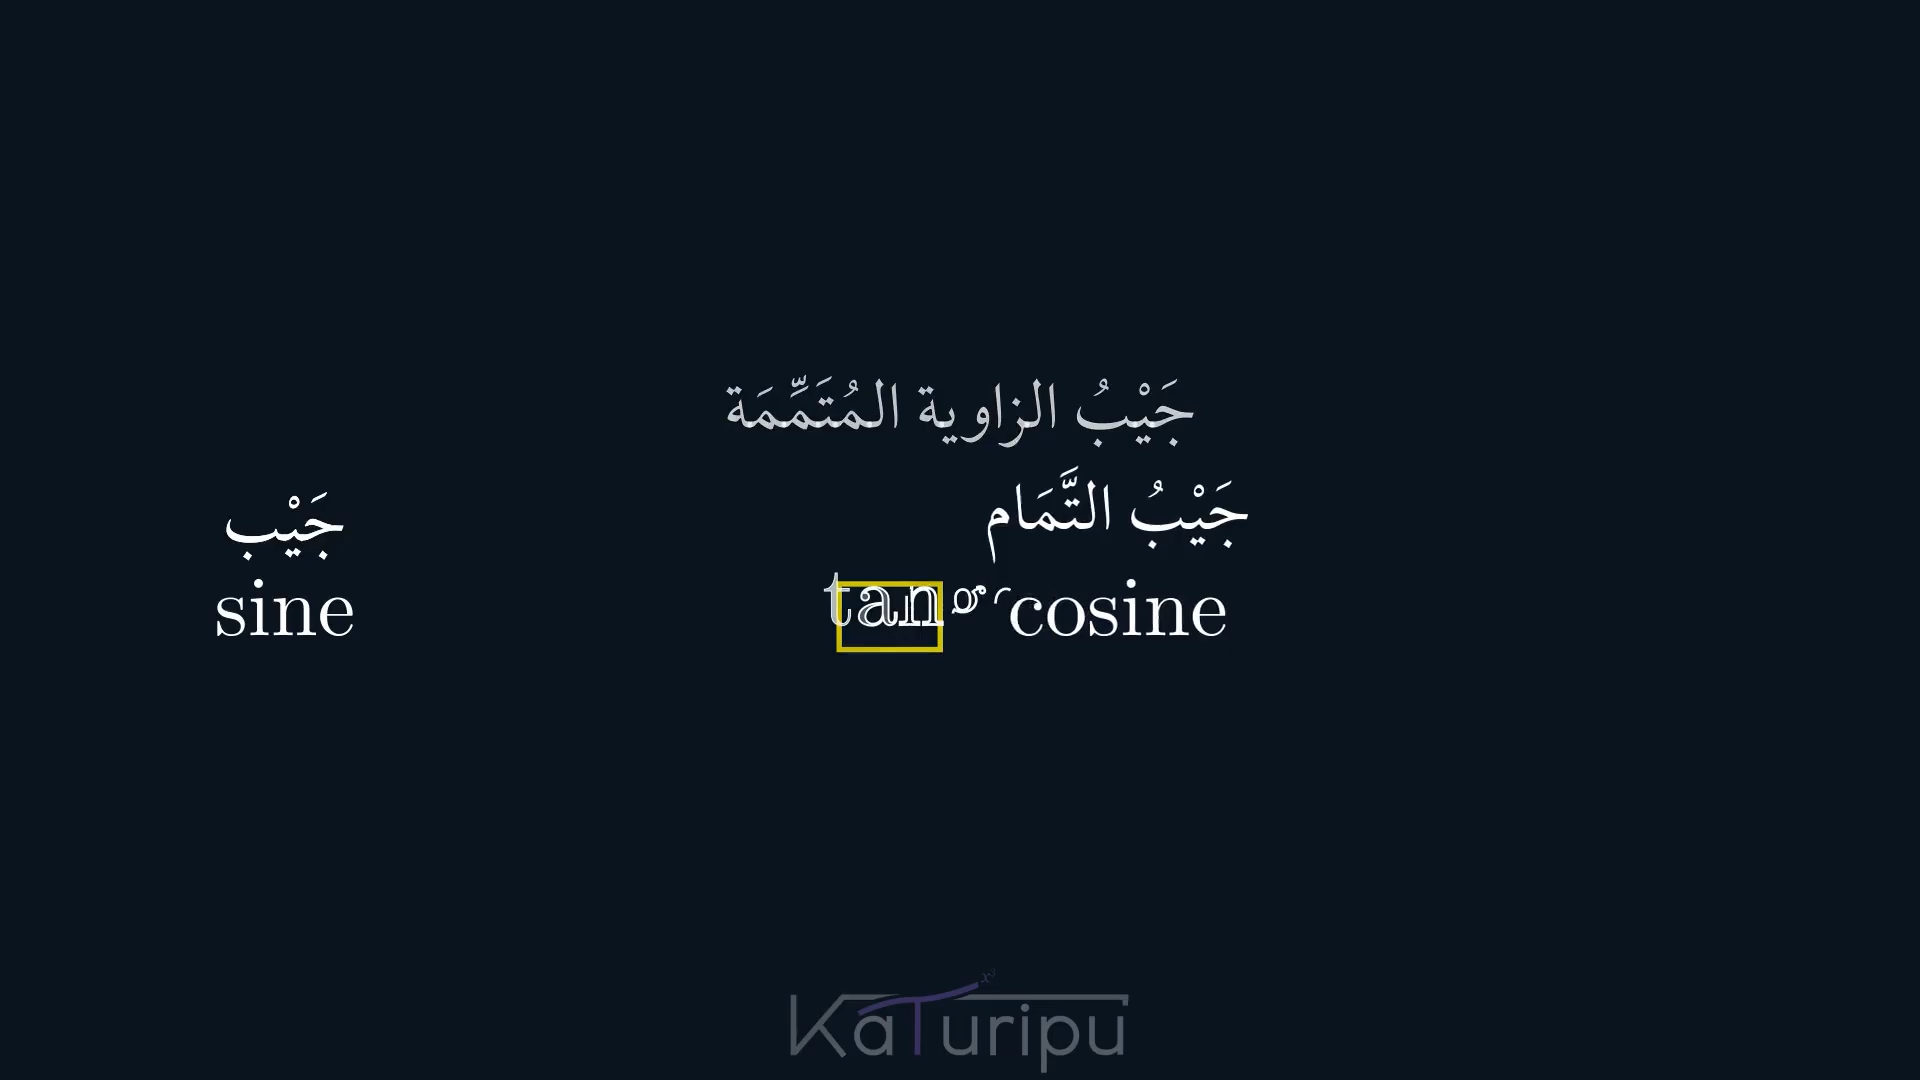 جَيْبُ الزاوية المُتَمِّمَة
جَيْبُ التَّمَام
جَيْب
sine
tan
cosine
KaTuripu